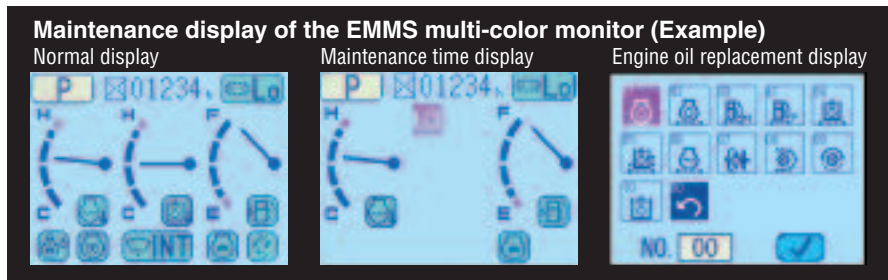 Maintenance display of the EMMS multi-color monitor (Example)
Normal display
Maintenance time display
Engine oil replacement display
P 01234.h Lo
P 01234.h Lo
H H F
H F
C C E
C E
INT
NO. 00